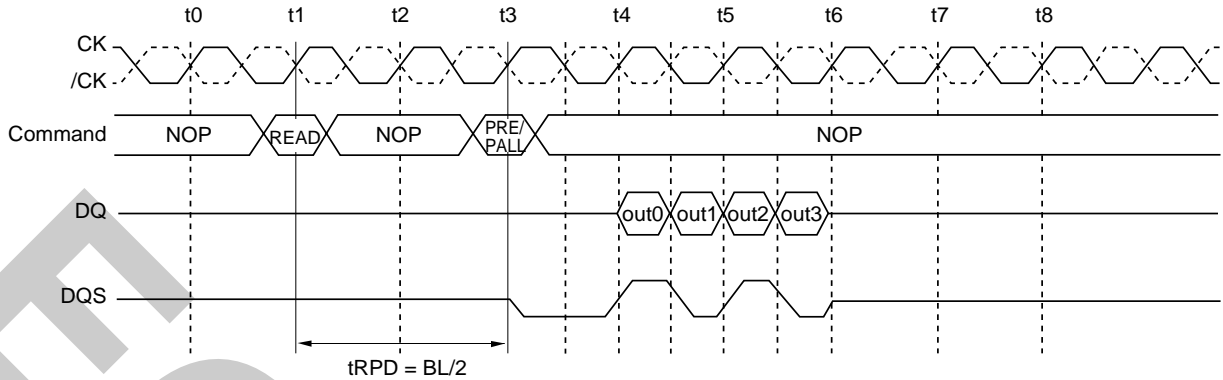 t0 t1 t2 t3 t4 t5 t6 t7 t8
CK
/CK
Command NOP READ NOP PRE/PALL NOP
DQ out0 out1 out2 out3
DQS
tRPD = BL/2